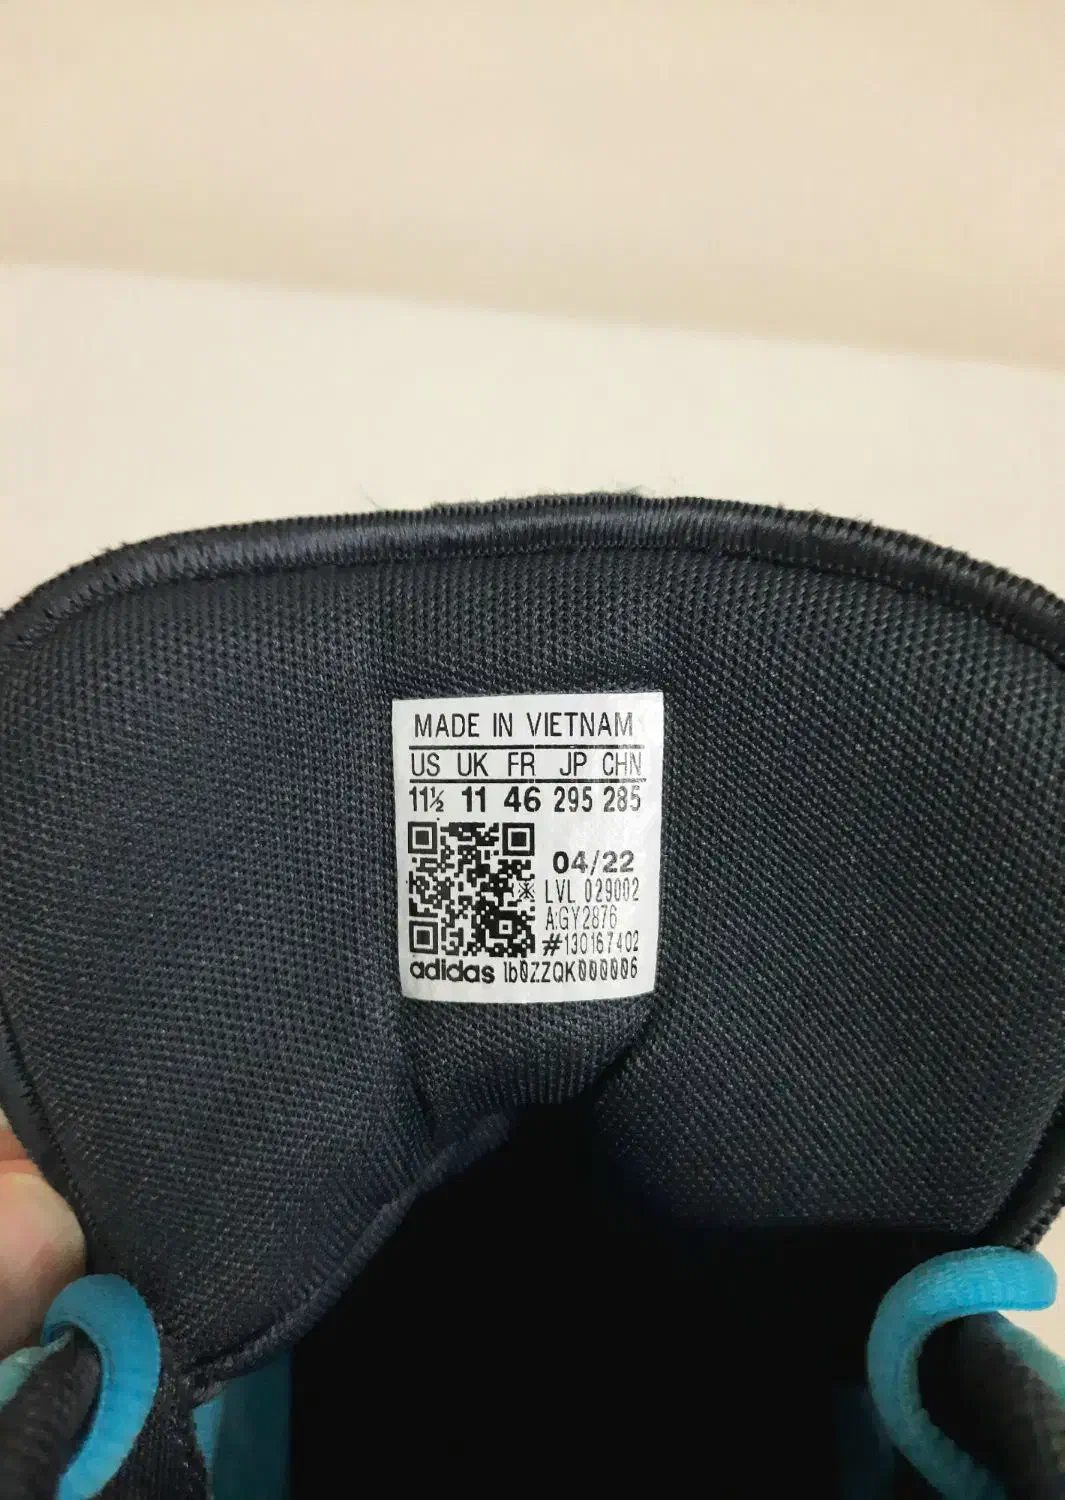 MADE IN VIETNAM
US UK FR JP CHN
11½ 11 46 295 285
04/22
LVL 029002
A:GY2876
#130167402
adidas 1b0ZZQK000006